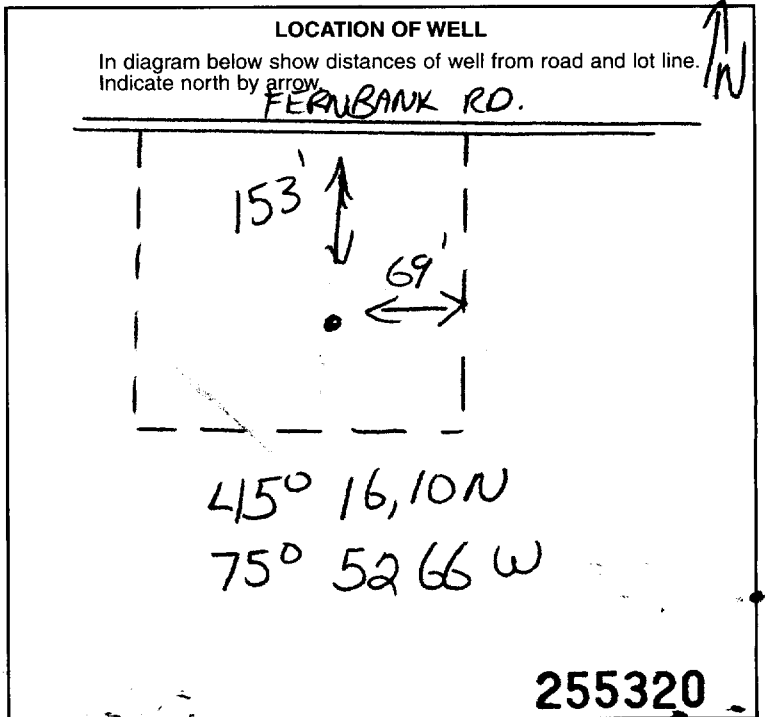 LOCATION OF WELL
In diagram below show distances of well from road and lot line.
Indicate north by arrow.
N
FERNBANK RD.
153'
69'
45° 16,10N
75° 52 66 W
255320